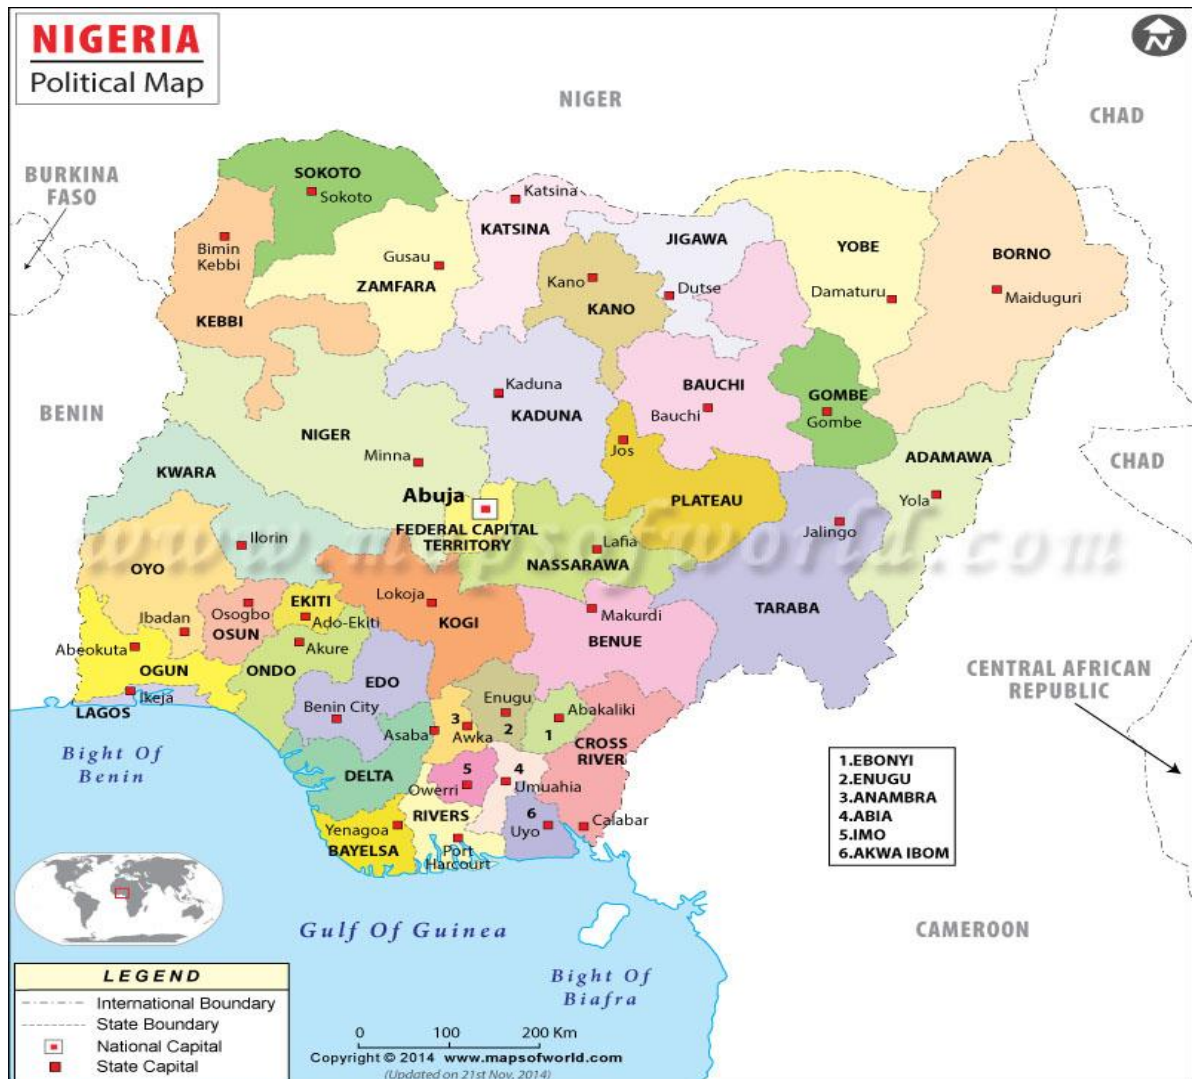 NIGERIA
Political Map
N
NIGER
CHAD
BURKINA
FASO
SOKOTO
Sokoto
Katsina
KATSINA
JIGAWA
YOBE
BORNO
Bimin
Kebbi
Gusau
ZAMFARA
Kano
KANO
Dutse
Damaturu
Maiduguri
KEBBI
BENIN
Kaduna
KADUNA
BAUCHI
Bauchi
GOMBE
Gombe
NIGER
Minna
Jos
ADAMAWA
CHAD
KWARA
Abuja
PLATEAU
Yola
FEDERAL CAPITAL
TERRITORY
Jalingo
www.mapsofworld.com
Ilorin
Lafia
NASSARAWA
OYO
EKITI
Lokoja
KOGI
Makurdi
TARABA
Ibadan
Osogbo
OSUN
Ado-Ekiti
BENUE
Abeokuta
Akure
OGUN
ONDO
EDO
CENTRAL AFRICAN
REPUBLIC
Ikeja
LAGOS
Benin City
Enugu
Abakaliki
Asaba
3
Awka
2
1
CROSS
RIVER
Bight Of
Benin
DELTA
5
Owerri
4
Umuahia
RIVERS
6
Uyo
Calabar
Yenagoa
BAYELSA
Port
Harcourt
1.EBONYI
2.ENUGU
3.ANAMBRA
4.ABIA
5.IMO
6.AKWA IBOM
Gulf Of Guinea
CAMEROON
Bight Of
Biafra
LEGEND
International Boundary
State Boundary
National Capital
State Capital
0 100 200 Km
Copyright © 2014 www.mapsofworld.com
(Updated on 21st Nov, 2014)